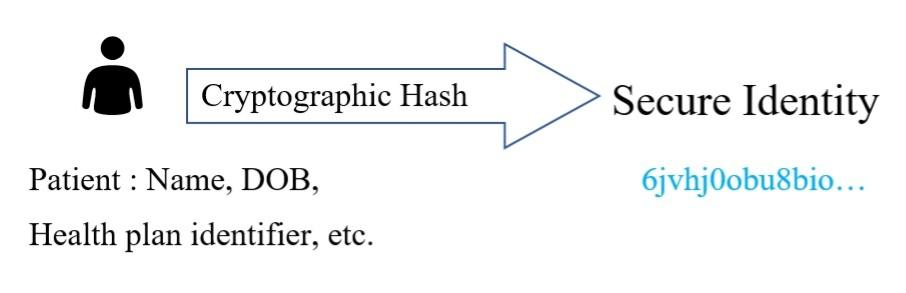 Cryptographic Hash
Secure Identity
Patient : Name, DOB,
Health plan identifier, etc.
6jvhj0obu8bio…